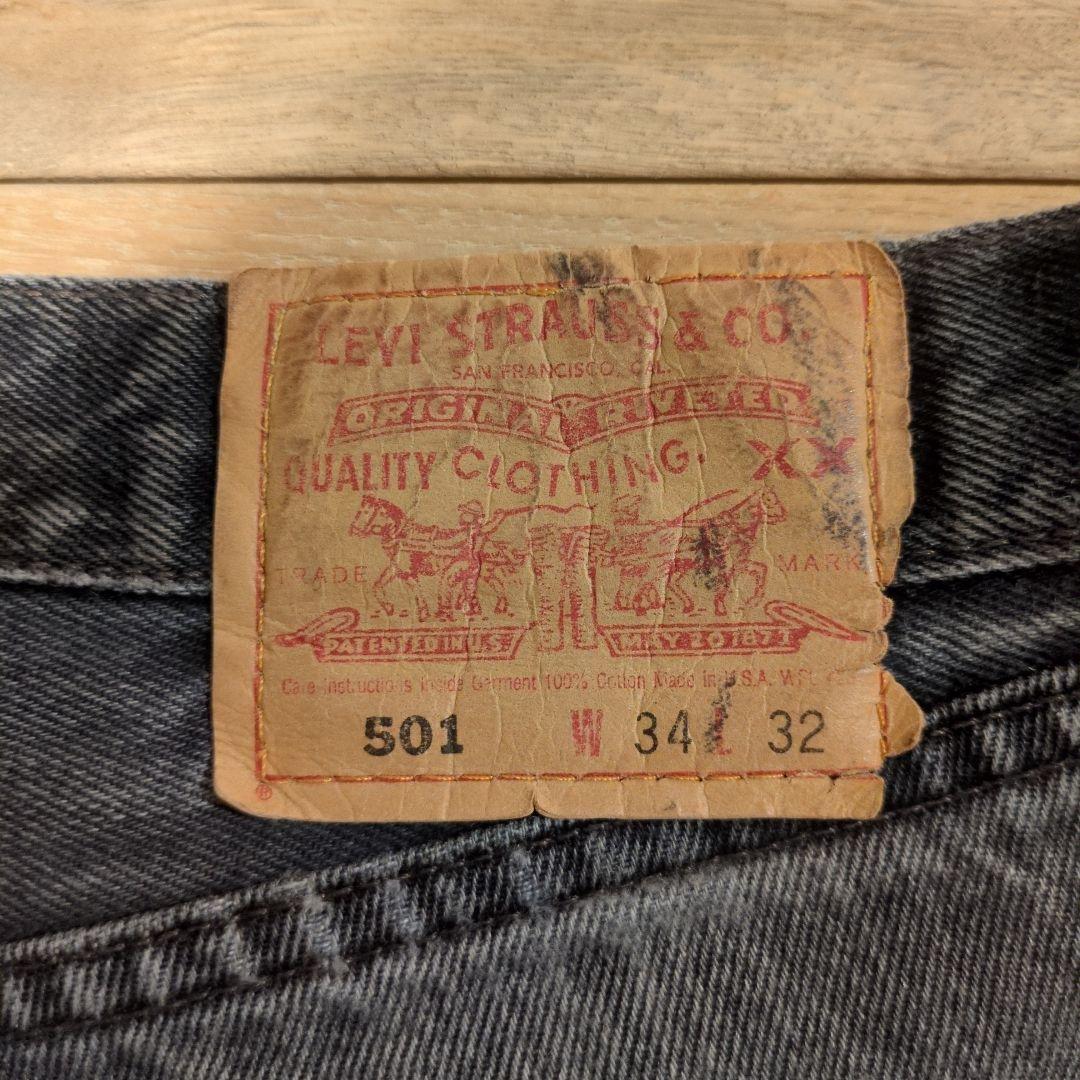 LEVI STRAUSS & CO.
SAN FRANCISCO, CAL.
ORIGINAL RIVETED
QUALITY CLOTHING. XX
TRADE MARK
PATENTED IN U.S. MAY 20 1873
Care Instructions Inside Garment 100% Cotton Made in U.S.A. WPL
501 W 34 L 32
®